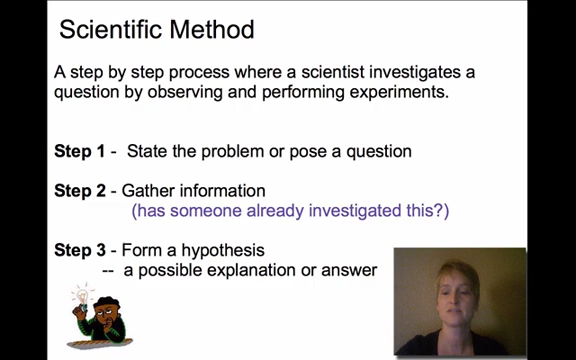 Scientific Method
A step by step process where a scientist investigates a
question by observing and performing experiments.
Step 1 - State the problem or pose a question
Step 2 - Gather information
(has someone already investigated this?)
Step 3 - Form a hypothesis
-- a possible explanation or answer